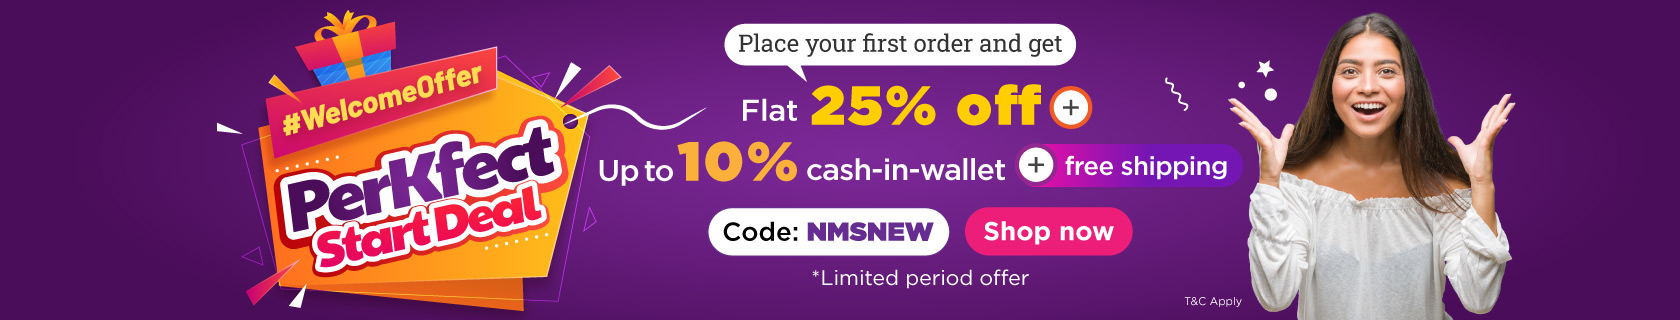 #WelcomeOffer
PerKfect
Start Deal
Place your first order and get
Flat 25% off +
Up to 10% cash-in-wallet + free shipping
Code: NMSNEW Shop now
*Limited period offer
T&C Apply